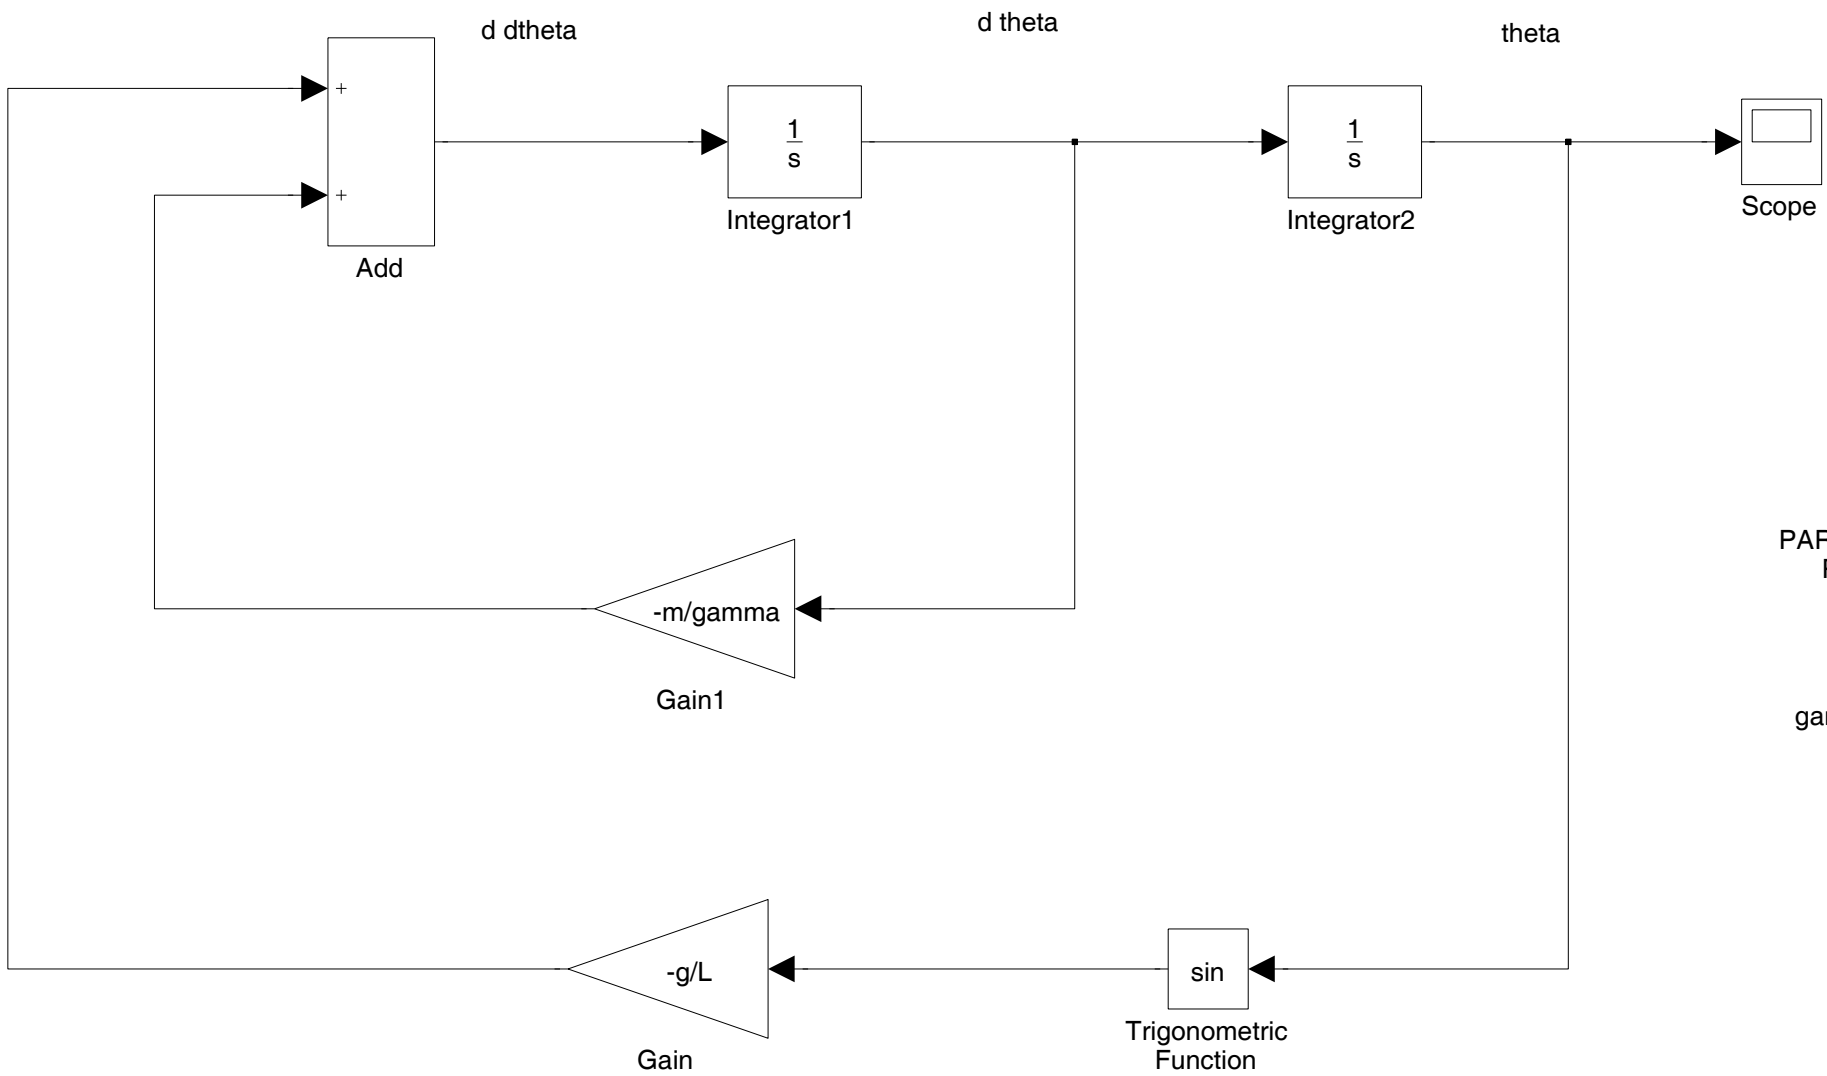 d dtheta
d theta
theta
+
+
1
s
1
s
Add
Integrator1
Integrator2
Scope
-m/gamma
Gain1
-g/L
sin
Gain
Trigonometric
Function